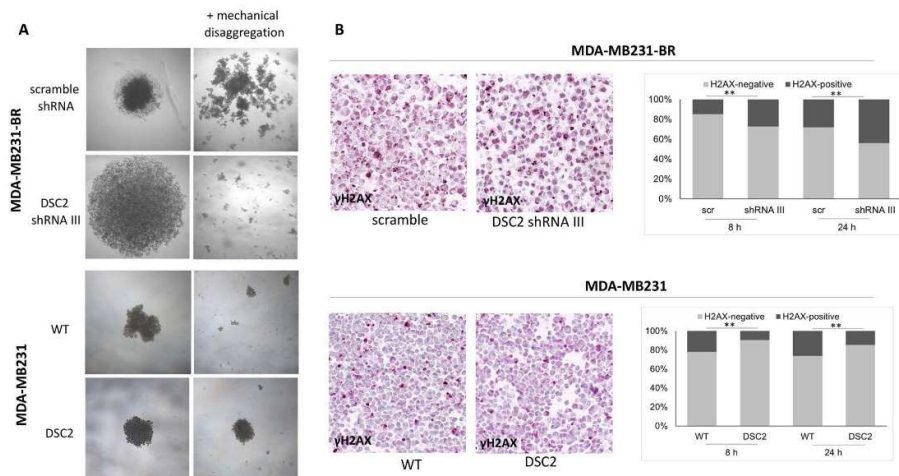 A
+ mechanical
disaggregation
MDA-MB231-BR
scramble
shRNA
DSC2
shRNA III
MDA-MB231
WT
DSC2
B
MDA-MB231-BR
γH2AX
scramble
γH2AX
DSC2 shRNA III
H2AX-negative H2AX-positive
100%
80%
60%
40%
20%
0%
**
**
scr shRNA III scr shRNA III
8 h 24 h
MDA-MB231
γH2AX
WT
γH2AX
DSC2
H2AX-negative H2AX-positive
100%
80%
60%
40%
20%
0%
**
**
WT DSC2 WT DSC2
8 h 24 h